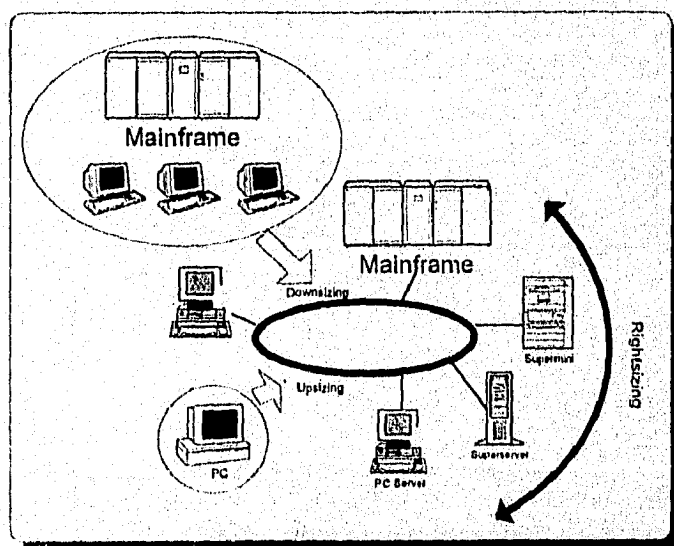 Mainframe
Mainframe
Downsizing
Supermini
Rightsizing
Upsizing
PC
Superserver
PC Server